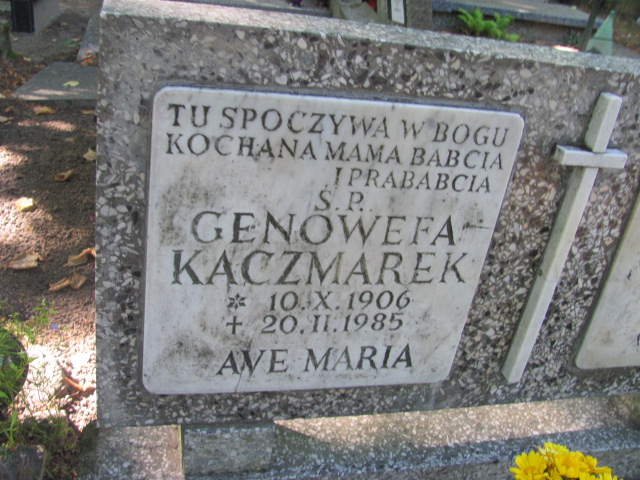 TU SPOCZYWA W BOGU
KOCHANA MAMA BABCIA
I PRABABCIA
Ś.P.
GENOWEFA
KACZMAREK
* 10.X.1906
+ 20.II.1985
AVE MARIA